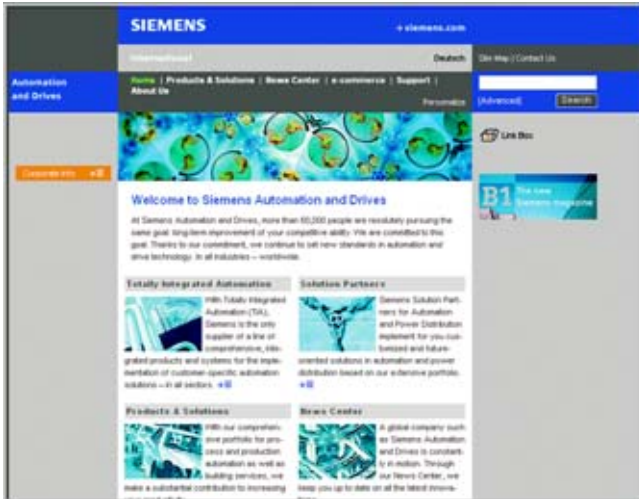 SIEMENS
siemens.com
International
Deutsch
Site Map | Contact Us
Automation
and Drives
Home | Products & Solutions | News Center | e-commerce | Support |
About Us
Personalize
[Advanced]
Search
Link Box
Corporate Info
B1
The new
Siemens magazine
Welcome to Siemens Automation and Drives
At Siemens Automation and Drives, more than 60,000 people are resolutely pursuing the
same goal: long-term improvement of your competitive ability. We are committed to this
goal. Thanks to our commitment, we continue to set new standards in automation and
drive technology. In all industries – worldwide.
Totally Integrated Automation
With Totally Integrated
Automation (TIA),
Siemens is the only
supplier of a line of
comprehensive, inte-
grated products and systems for the imple-
mentation of customer-specific automation
solutions – in all sectors.
Solution Partners
Siemens Solution Part-
ners for Automation
and Power Distribution
implement for you cus-
tomized and future-
oriented solutions in automation and power
distribution based on our extensive portfolio.
Products & Solutions
With our comprehen-
sive portfolio for pro-
cess and production
automation as well as
building services, we
make a substantial contribution to increasing
News Center
A global company such
as Siemens Automation
and Drives is constant-
ly in motion. Through
our News Center, we
keep you up to date on all the latest innova-